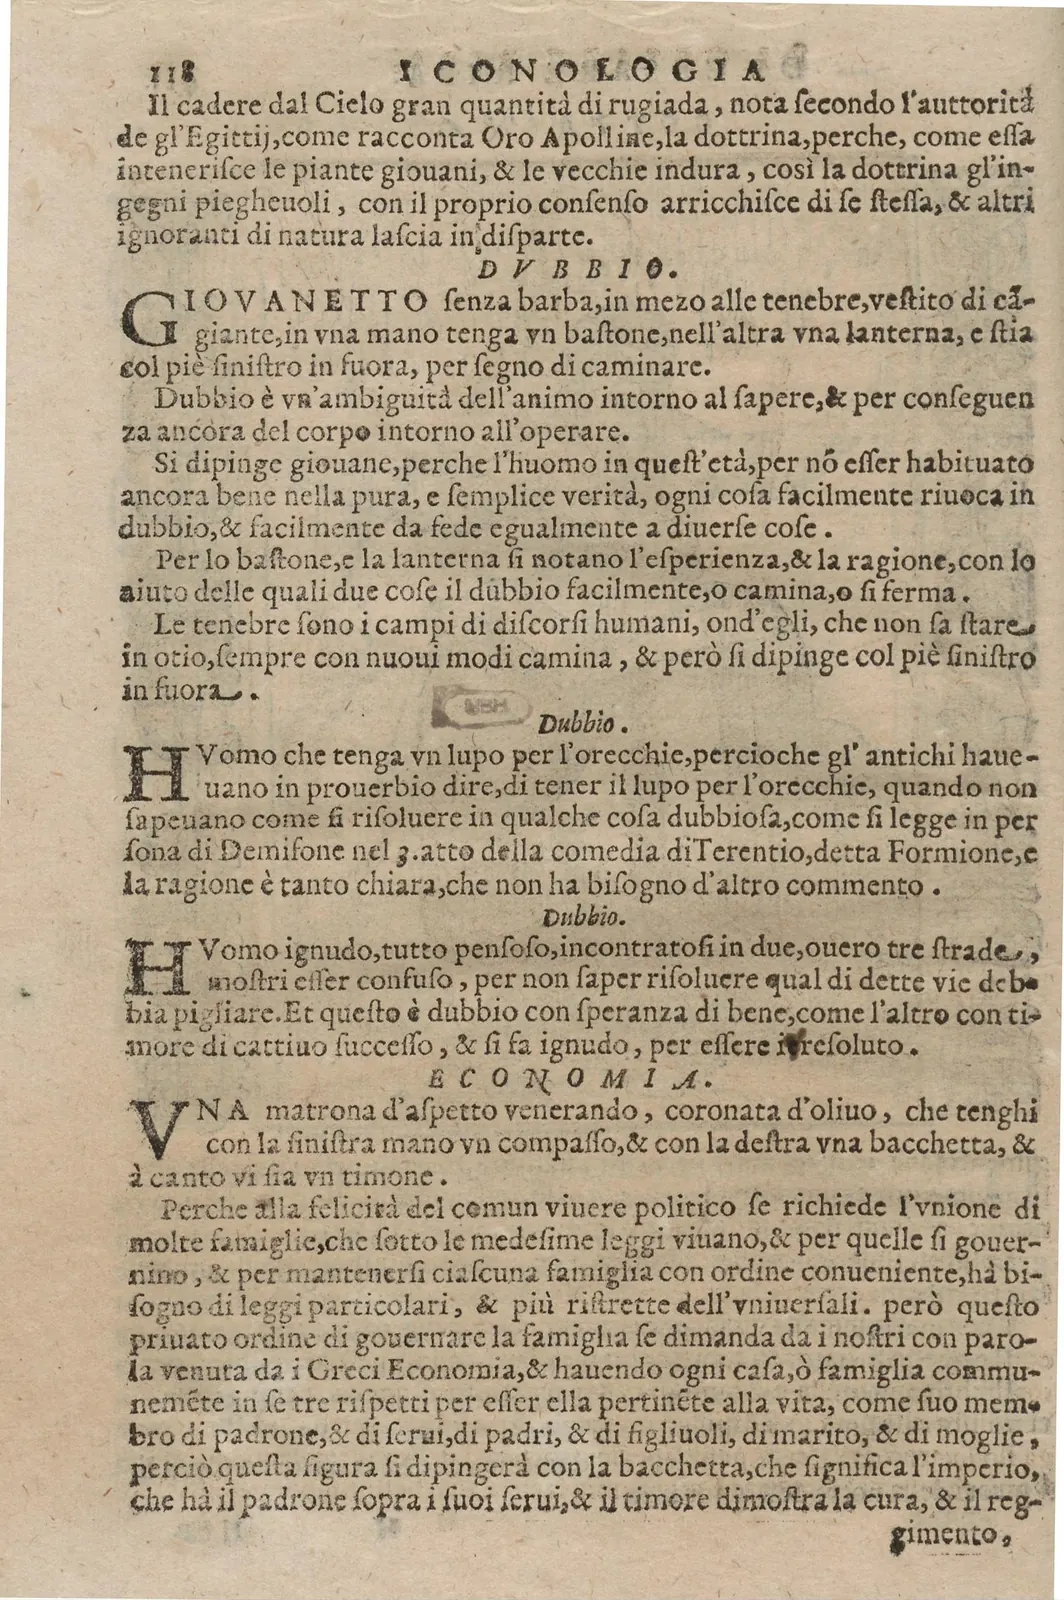 118 ICONOLOGIA
Il cadere dal Cielo gran quantità di rugiada, nota ſecondo l'auttorità
de gl'Egittij,come racconta Oro Apolline,la dottrina,perche, come eſſa
inteneriſce le piante giouani, & le vecchie indura, così la dottrina gl'in-
gegni piegheuoli, con il proprio conſenſo arricchiſce di ſe ſteſſa, & altri
ignoranti di natura laſcia in diſparte.
DVBBIO.
GIOVANETTO ſenza barba,in mezo alle tenebre,veſtito di cã-
giante,in vna mano tenga vn baſtone,nell'altra vna lanterna, e ſtia
col piè ſiniſtro in fuora, per ſegno di caminare.
Dubbio è vn'ambiguità dell'animo intorno al ſapere,& per conſeguen
za ancora del corpo intorno all'operare.
Si dipinge giouane,perche l'huomo in queſt'età,per nõ eſſer habituato
ancora bene nella pura, e ſemplice verità, ogni coſa facilmente riuoca in
dubbio,& facilmente da fede egualmente a diuerſe coſe.
Per lo baſtone,e la lanterna ſi notano l'eſperienza,& la ragione,con lo
aiuto delle quali due coſe il dubbio facilmente,o camina,o ſi ferma.
Le tenebre ſono i campi di diſcorſi humani, ond'egli, che non ſa ſtare
in otio,ſempre con nuoui modi camina, & però ſi dipinge col piè ſiniſtro
in fuora.
Dubbio.
HVomo che tenga vn lupo per l'orecchie,percioche gl' antichi haue-
uano in prouerbio dire,di tener il lupo per l'orecchie, quando non
ſapeuano come ſi riſoluere in qualche coſa dubbioſa,come ſi legge in per
ſona di Demifone nel 3.atto della comedia diTerentio,detta Formione,e
la ragione è tanto chiara,che non ha biſogno d'altro commento.
Dubbio.
HVomo ignudo,tutto penſoſo,incontratoſi in due,ouero tre ſtrade,
moſtri eſſer confuſo, per non ſaper riſoluere qual di dette vie deb-
bia pigliare.Et queſto è dubbio con ſperanza di bene,come l'altro con ti-
more di cattiuo ſucceſſo, & ſi fa ignudo, per eſſere irreſoluto.
ECONOMIA.
VNA matrona d'aſpetto venerando, coronata d'oliuo, che tenghi
con la ſiniſtra mano vn compaſſo,& con la deſtra vna bacchetta, &
à canto vi ſia vn timone.
Perche alla felicità del comun viuere politico ſe richiede l'vnione di
molte famiglie,che ſotto le medeſime leggi viuano,& per quelle ſi gouer-
nino, & per mantenerſi ciaſcuna famiglia con ordine conueniente,hà bi-
ſogno di leggi particolari, & più riſtrette dell'vniuerſali. però queſto
priuato ordine di gouernare la famiglia ſe dimanda da i noſtri con paro-
la venuta da i Greci Economia,& hauendo ogni caſa,ò famiglia commu-
nemẽte in ſe tre riſpetti per eſſer ella pertinẽte alla vita, come ſuo mem-
bro di padrone,& di ſerui,di padri, & di figliuoli, di marito, & di moglie,
perciò queſta figura ſi dipingerà con la bacchetta,che ſignifica l'imperio,
che hà il padrone ſopra i ſuoi ſerui,& il timore dimoſtra la cura, & il reg-
gimento,